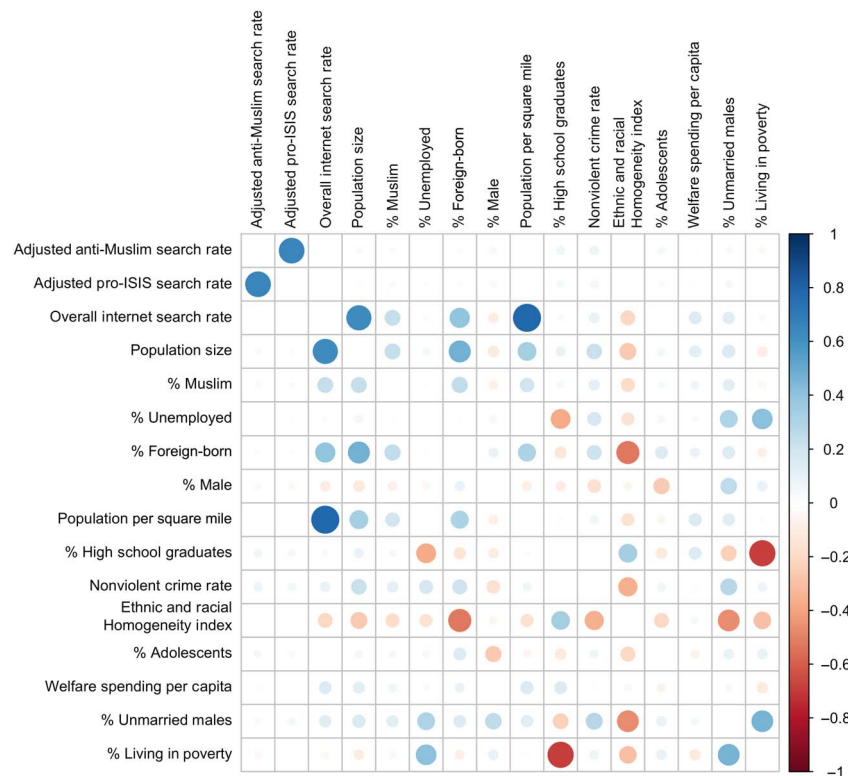 Adjusted anti-Muslim search rate
Adjusted pro-ISIS search rate
Overall internet search rate
Population size
% Muslim
% Unemployed
% Foreign-born
% Male
Population per square mile
% High school graduates
Nonviolent crime rate
Ethnic and racial
Homogeneity index
% Adolescents
Welfare spending per capita
% Unmarried males
% Living in poverty
Adjusted anti-Muslim search rate
Adjusted pro-ISIS search rate
Overall internet search rate
Population size
% Muslim
% Unemployed
% Foreign-born
% Male
Population per square mile
% High school graduates
Nonviolent crime rate
Ethnic and racial
Homogeneity index
% Adolescents
Welfare spending per capita
% Unmarried males
% Living in poverty
1
0.8
0.6
0.4
0.2
0
−0.2
−0.4
−0.6
−0.8
−1